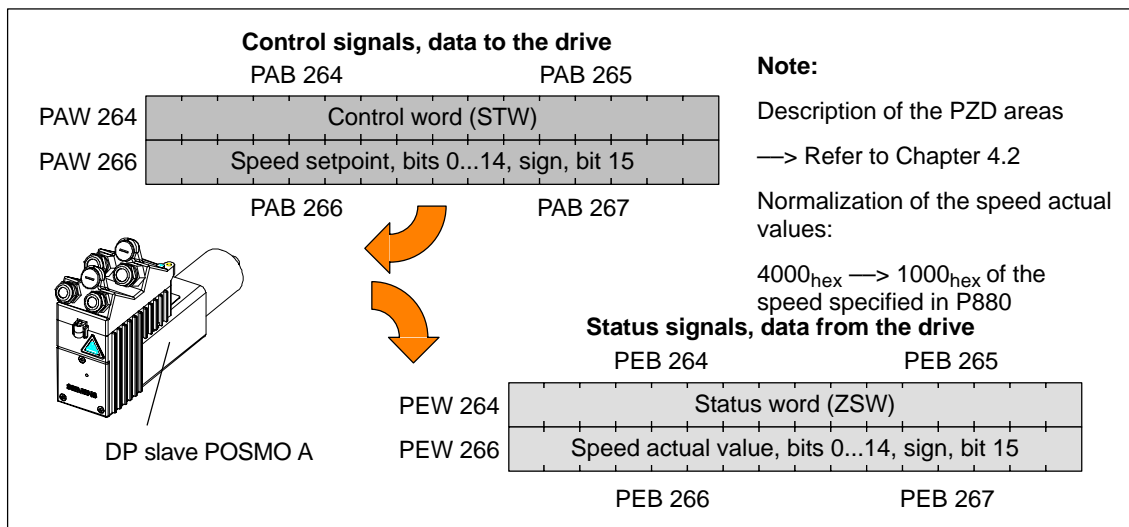 Control signals, data to the drive
PAB 264 PAB 265
PAW 264 Control word (STW)
PAW 266 Speed setpoint, bits 0...14, sign, bit 15
PAB 266 PAB 267
Note:
Description of the PZD areas
—> Refer to Chapter 4.2
Normalization of the speed actual
values:
4000hex —> 1000hex of the
speed specified in P880
SIEMENS
DP slave POSMO A
Status signals, data from the drive
PEB 264 PEB 265
PEW 264 Status word (ZSW)
PEW 266 Speed actual value, bits 0...14, sign, bit 15
PEB 266 PEB 267